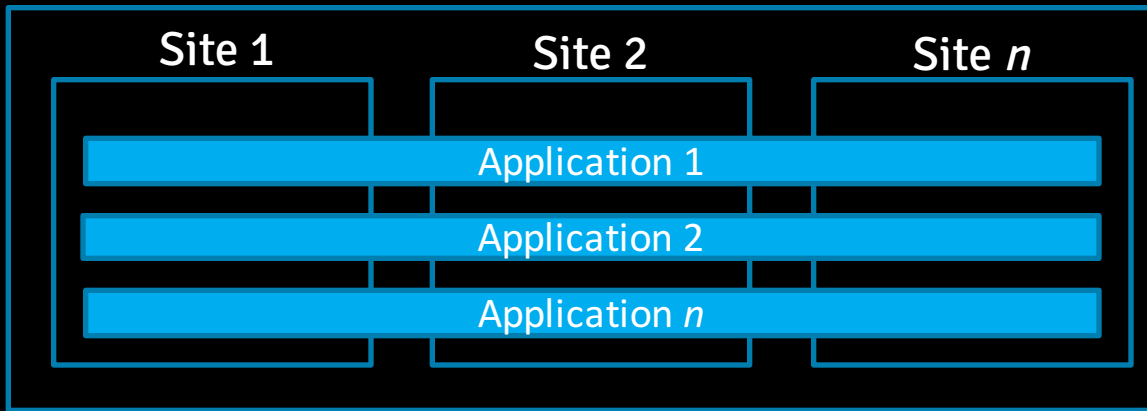 Site 1
Site 2
Site n
Application 1
Application 2
Application n